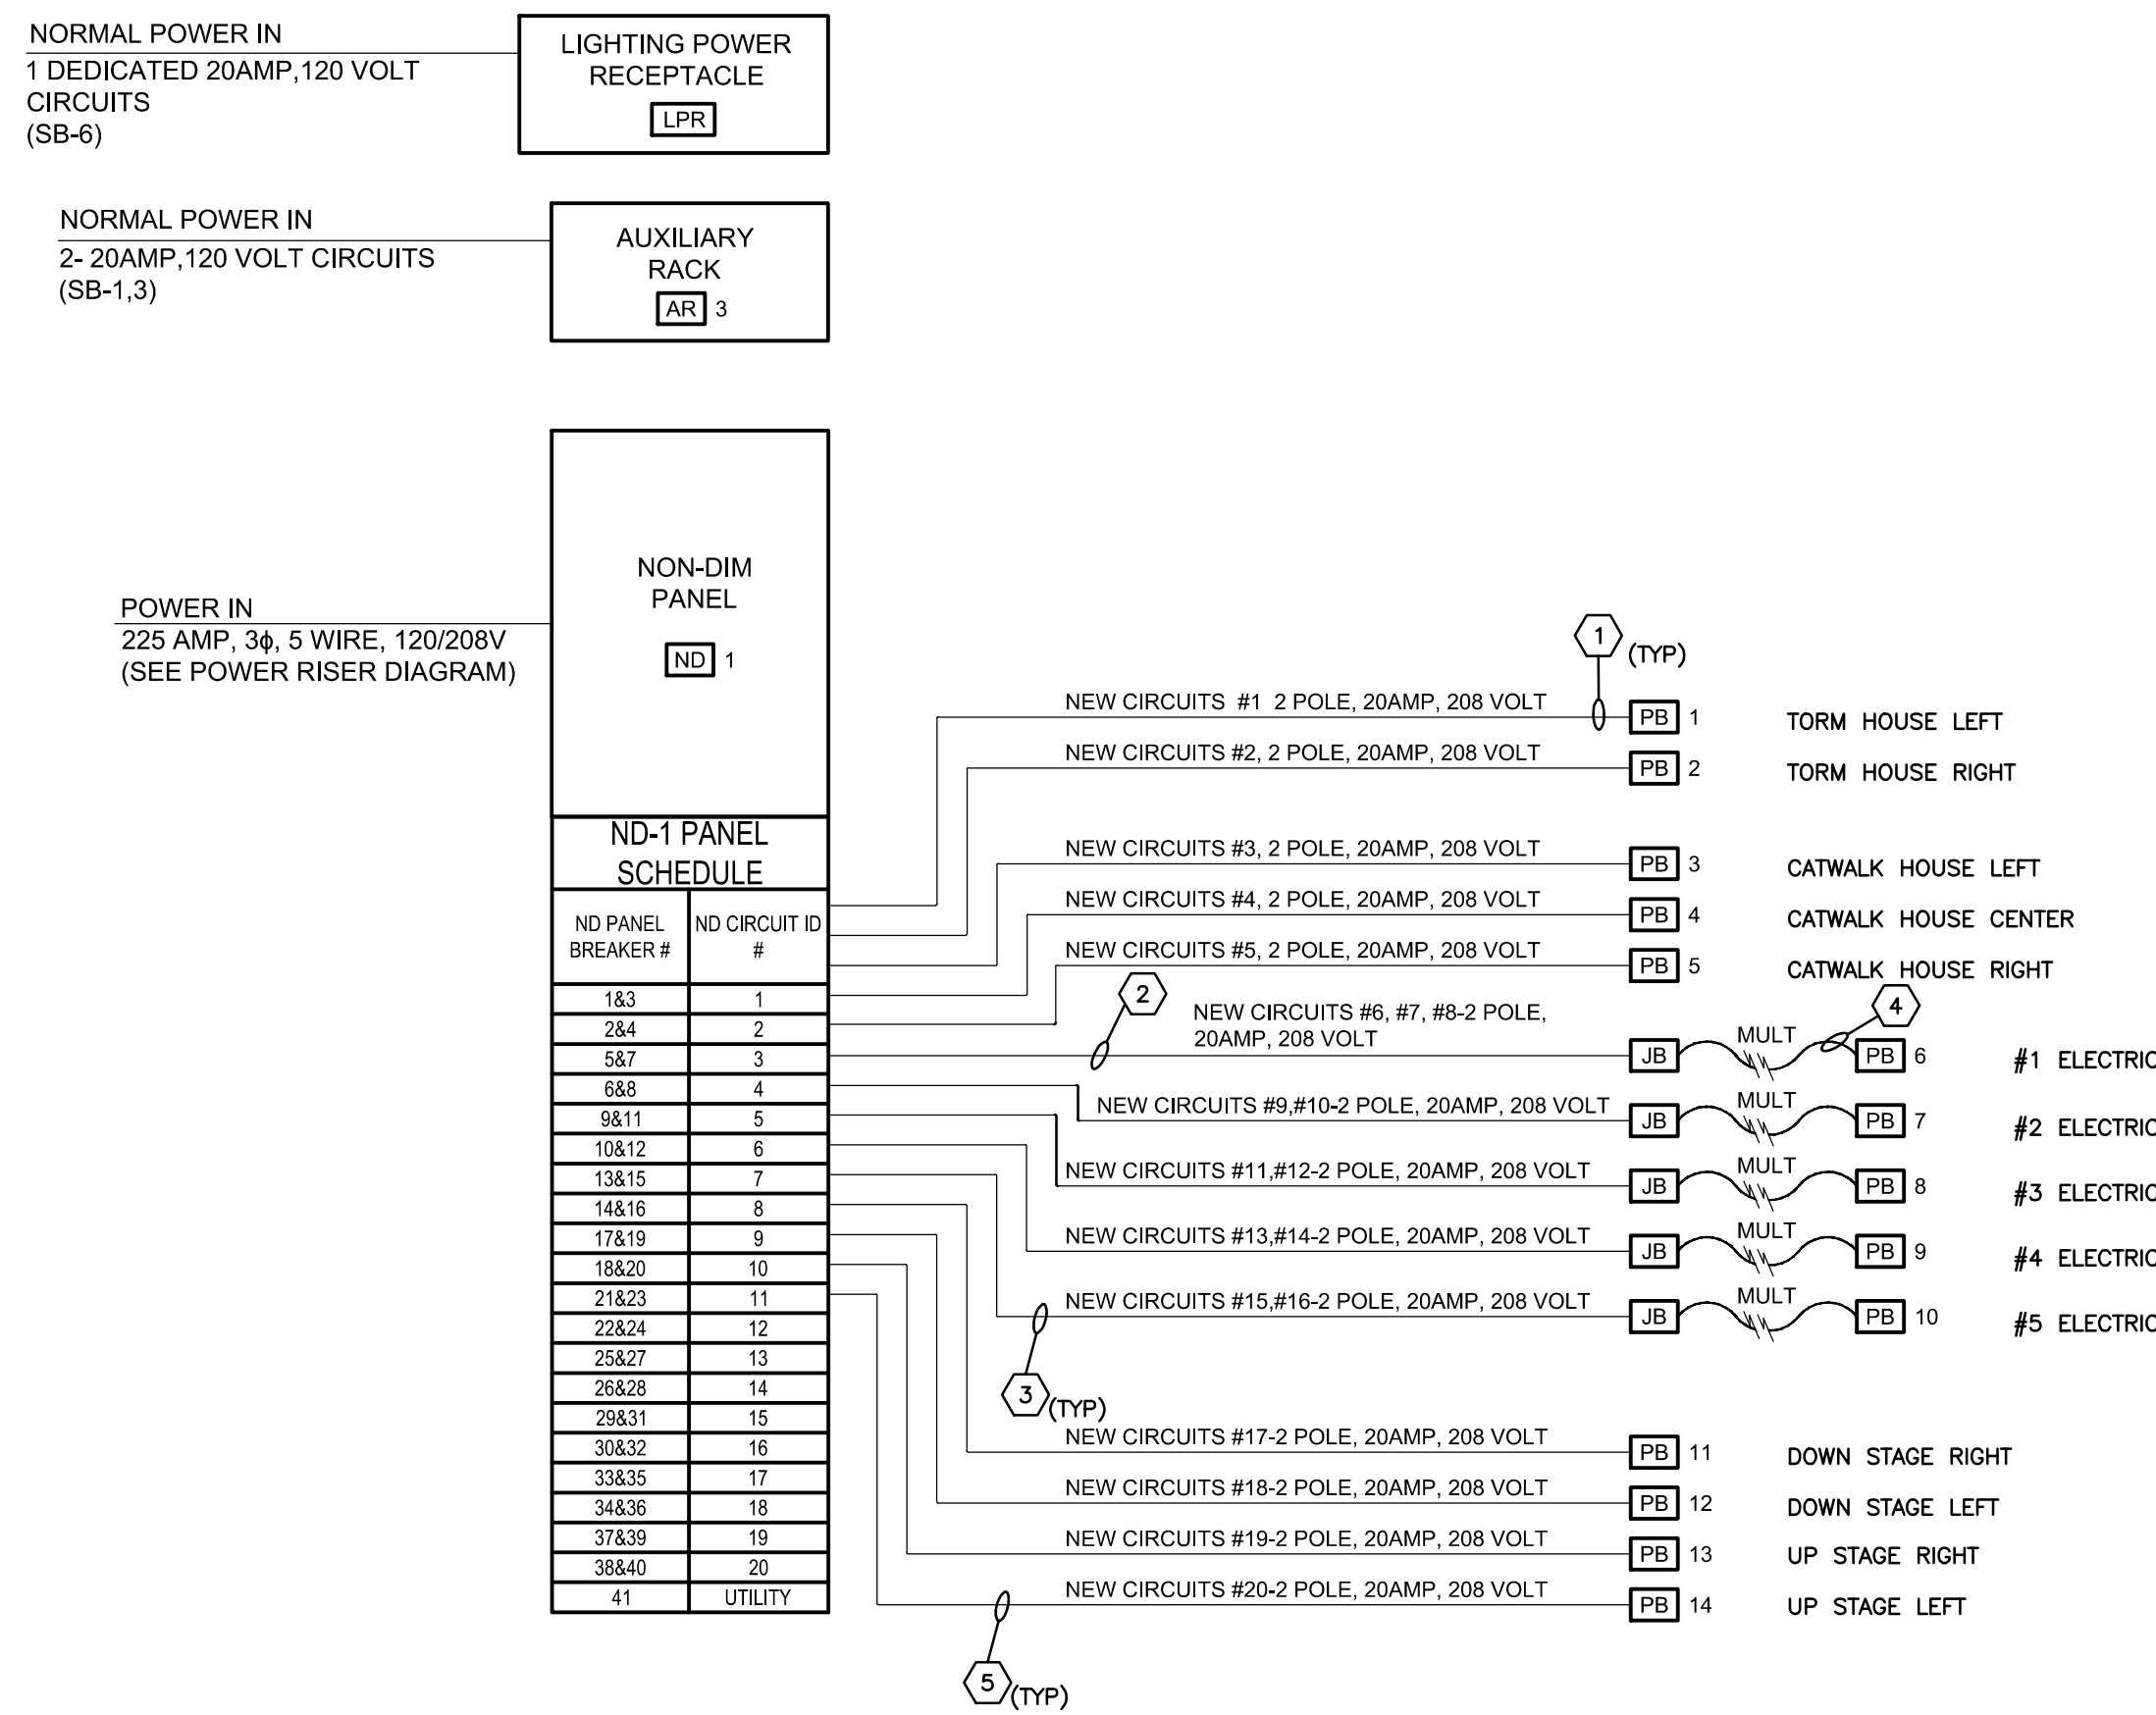 NORMAL POWER IN
1 DEDICATED 20AMP,120 VOLT
CIRCUITS
(SB-6)
LIGHTING POWER
RECEPTACLE
LPR
NORMAL POWER IN
2- 20AMP,120 VOLT CIRCUITS
(SB-1,3)
AUXILIARY
RACK
AR 3
POWER IN
225 AMP, 3ϕ, 5 WIRE, 120/208V
(SEE POWER RISER DIAGRAM)
NON-DIM
PANEL
ND 1
ND-1 PANEL
SCHEDULE
ND PANEL
BREAKER #
ND CIRCUIT ID
#
1&3 1
2&4 2
5&7 3
6&8 4
9&11 5
10&12 6
13&15 7
14&16 8
17&19 9
18&20 10
21&23 11
22&24 12
25&27 13
26&28 14
29&31 15
30&32 16
33&35 17
34&36 18
37&39 19
38&40 20
41 UTILITY
1 (TYP)
NEW CIRCUITS #1 2 POLE, 20AMP, 208 VOLT PB 1 TORM HOUSE LEFT
NEW CIRCUITS #2, 2 POLE, 20AMP, 208 VOLT PB 2 TORM HOUSE RIGHT
NEW CIRCUITS #3, 2 POLE, 20AMP, 208 VOLT PB 3 CATWALK HOUSE LEFT
NEW CIRCUITS #4, 2 POLE, 20AMP, 208 VOLT PB 4 CATWALK HOUSE CENTER
NEW CIRCUITS #5, 2 POLE, 20AMP, 208 VOLT PB 5 CATWALK HOUSE RIGHT
2
4
NEW CIRCUITS #6, #7, #8-2 POLE,
20AMP, 208 VOLT
JB MULT PB 6 #1 ELECTRIC
NEW CIRCUITS #9,#10-2 POLE, 20AMP, 208 VOLT JB MULT PB 7 #2 ELECTRIC
NEW CIRCUITS #11,#12-2 POLE, 20AMP, 208 VOLT JB MULT PB 8 #3 ELECTRIC
NEW CIRCUITS #13,#14-2 POLE, 20AMP, 208 VOLT JB MULT PB 9 #4 ELECTRIC
NEW CIRCUITS #15,#16-2 POLE, 20AMP, 208 VOLT JB MULT PB 10 #5 ELECTRIC
3 (TYP)
NEW CIRCUITS #17-2 POLE, 20AMP, 208 VOLT PB 11 DOWN STAGE RIGHT
NEW CIRCUITS #18-2 POLE, 20AMP, 208 VOLT PB 12 DOWN STAGE LEFT
NEW CIRCUITS #19-2 POLE, 20AMP, 208 VOLT PB 13 UP STAGE RIGHT
NEW CIRCUITS #20-2 POLE, 20AMP, 208 VOLT PB 14 UP STAGE LEFT
5 (TYP)